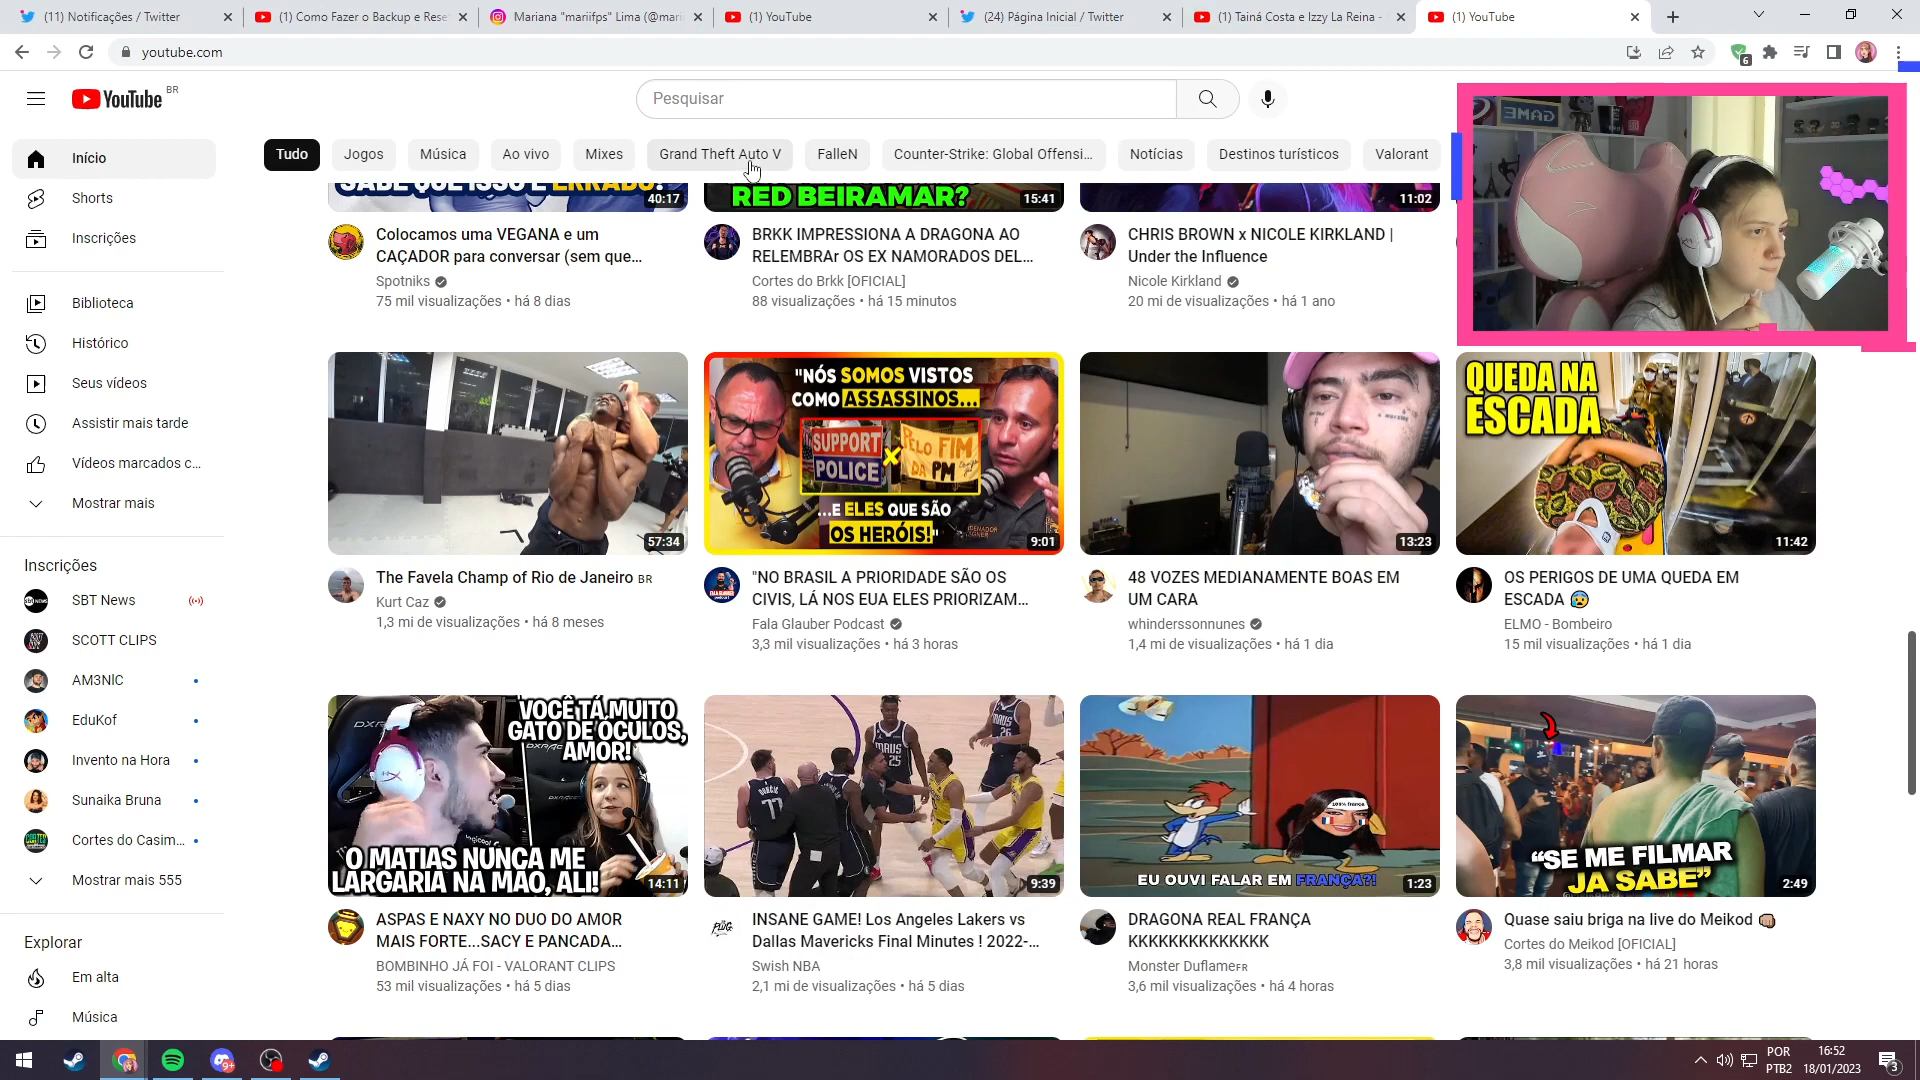 (11) Notificações / Twitter
(1) Como Fazer o Backup e Rese
Mariana "mariifps" Lima (@mari
(1) YouTube
(24) Página Inicial / Twitter
(1) Tainá Costa e Izzy La Reina -
(1) YouTube
youtube.com
6
YouTube BR
Pesquisar
GAME
Tudo
Jogos
Música
Ao vivo
Mixes
Grand Theft Auto V
FalleN
Counter-Strike: Global Offensi...
Notícias
Destinos turísticos
Valorant
Início
Shorts
Inscrições
Biblioteca
Histórico
Seus vídeos
Assistir mais tarde
Vídeos marcados c...
Mostrar mais
Inscrições
SBT News
SCOTT CLIPS
AM3NlC
EduKof
Invento na Hora
Sunaika Bruna
Cortes do Casim...
Mostrar mais 555
Explorar
Em alta
Música
SABE QUE ISSO É ERRADO!
40:17
RED BEIRAMAR?
15:41
11:02
Colocamos uma VEGANA e um
CAÇADOR para conversar (sem que...
Spotniks
75 mil visualizações • há 8 dias
BRKK IMPRESSIONA A DRAGONA AO
RELEMBRAr OS EX NAMORADOS DEL...
Cortes do Brkk [OFICIAL]
88 visualizações • há 15 minutos
CHRIS BROWN x NICOLE KIRKLAND |
Under the Influence
Nicole Kirkland
20 mi de visualizações • há 1 ano
57:34
The Favela Champ of Rio de Janeiro BR
Kurt Caz
1,3 mi de visualizações • há 8 meses
"NÓS SOMOS VISTOS
COMO ASSASSINOS...
SUPPORT
POLICE
PELO FIM
DA PM
...E ELES QUE SÃO
OS HERÓIS!"
9:01
"NO BRASIL A PRIORIDADE SÃO OS
CIVIS, LÁ NOS EUA ELES PRIORIZAM...
Fala Glauber Podcast
3,3 mil visualizações • há 3 horas
13:23
48 VOZES MEDIANAMENTE BOAS EM
UM CARA
whinderssonnunes
1,4 mi de visualizações • há 1 dia
QUEDA NA
ESCADA
11:42
OS PERIGOS DE UMA QUEDA EM
ESCADA 😰
ELMO - Bombeiro
15 mil visualizações • há 1 dia
VOCÊ TÁ MUITO
GATO DE ÓCULOS,
AMOR!
O MATIAS NUNCA ME
LARGARIA NA MÃO, ALI!
14:11
ASPAS E NAXY NO DUO DO AMOR
MAIS FORTE...SACY E PANCADA...
BOMBINHO JÁ FOI - VALORANT CLIPS
53 mil visualizações • há 5 dias
MAVS
25
77
9:39
INSANE GAME! Los Angeles Lakers vs
Dallas Mavericks Final Minutes ! 2022-...
Swish NBA
2,1 mi de visualizações • há 5 dias
100% frança
EU OUVI FALAR EM FRANÇA?!
1:23
DRAGONA REAL FRANÇA
KKKKKKKKKKKKKK
Monster DuflameFR
3,6 mil visualizações • há 4 horas
"SE ME FILMAR
JA SABE"
2:49
Quase saiu briga na live do Meikod 👊🏽
Cortes do Meikod [OFICIAL]
3,8 mil visualizações • há 21 horas
9+
POR
PTB2
16:52
18/01/2023
3